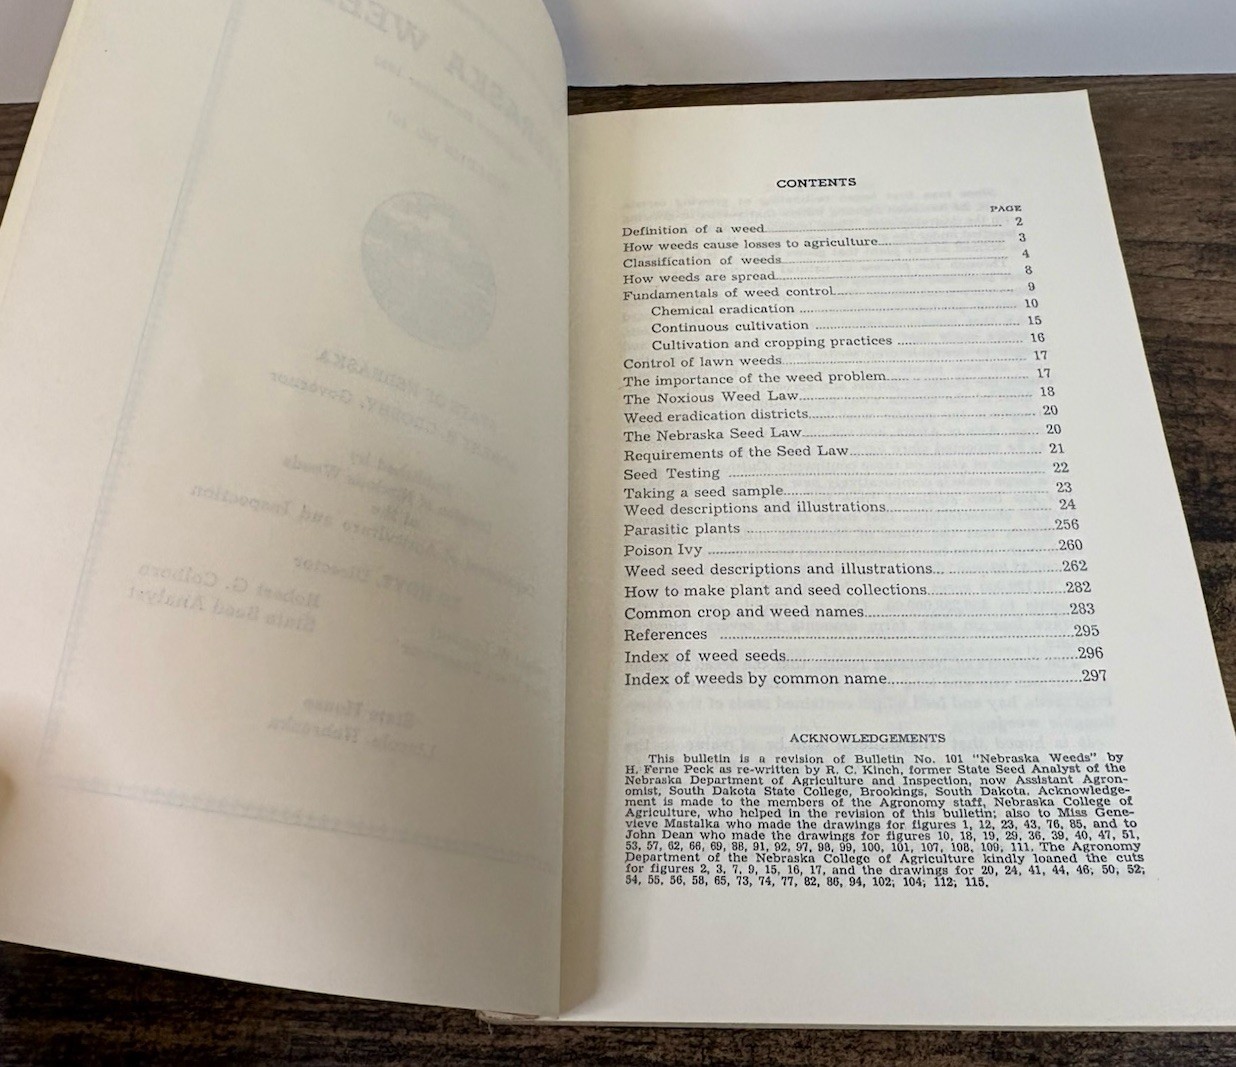 CONTENTS
PAGE
Definition of a weed 2
How weeds cause losses to agriculture 3
Classification of weeds 4
How weeds are spread 8
Fundamentals of weed control 9
Chemical eradication 10
Continuous cultivation 15
Cultivation and cropping practices 16
Control of lawn weeds 17
The importance of the weed problem 17
The Noxious Weed Law 18
Weed eradication districts 20
The Nebraska Seed Law 20
Requirements of the Seed Law 21
Seed Testing 22
Taking a seed sample 23
Weed descriptions and illustrations 24
Parasitic plants 256
Poison Ivy 260
Weed seed descriptions and illustrations 262
How to make plant and seed collections 282
Common crop and weed names 283
References 295
Index of weed seeds 296
Index of weeds by common name 297
ACKNOWLEDGEMENTS
This bulletin is a revision of Bulletin No. 101 "Nebraska Weeds" by
H. Ferne Peck as re-written by R. C. Kinch, former State Seed Analyst of the
Nebraska Department of Agriculture and Inspection, now Assistant Agron-
omist, South Dakota State College, Brookings, South Dakota. Acknowledge-
ment is made to the members of the Agronomy staff, Nebraska College of
Agriculture, who helped in the revision of this bulletin; also to Miss Gene-
vieve Mastalka who made the drawings for figures 1, 12, 23, 43, 76, 85, and to
John Dean who made the drawings for figures 10, 18, 19, 29, 36, 39, 40, 47, 51,
53, 57, 62, 66, 69, 88, 91, 92, 97, 98, 99, 100, 101, 107, 108, 109, 111. The Agronomy
Department of the Nebraska College of Agriculture kindly loaned the cuts
for figures 2, 3, 7, 9, 15, 16, 17, and the drawings for 20, 24, 41, 44, 46; 50; 52;
54, 55, 56, 58, 65, 73, 74, 77, 82, 86, 94, 102; 104; 112; 115.